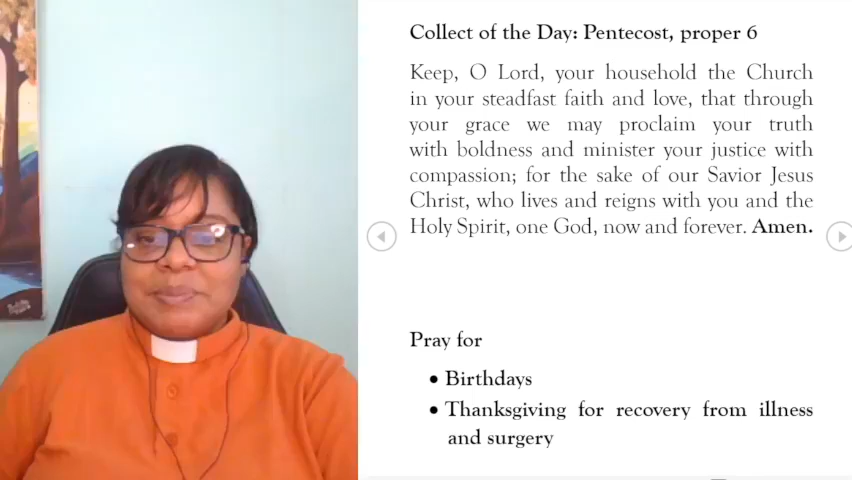 Collect of the Day: Pentecost, proper 6
Keep, O Lord, your household the Church
in your steadfast faith and love, that through
your grace we may proclaim your truth
with boldness and minister your justice with
compassion; for the sake of our Savior Jesus
Christ, who lives and reigns with you and the
Holy Spirit, one God, now and forever. Amen.
Pray for
• Birthdays
• Thanksgiving for recovery from illness
and surgery